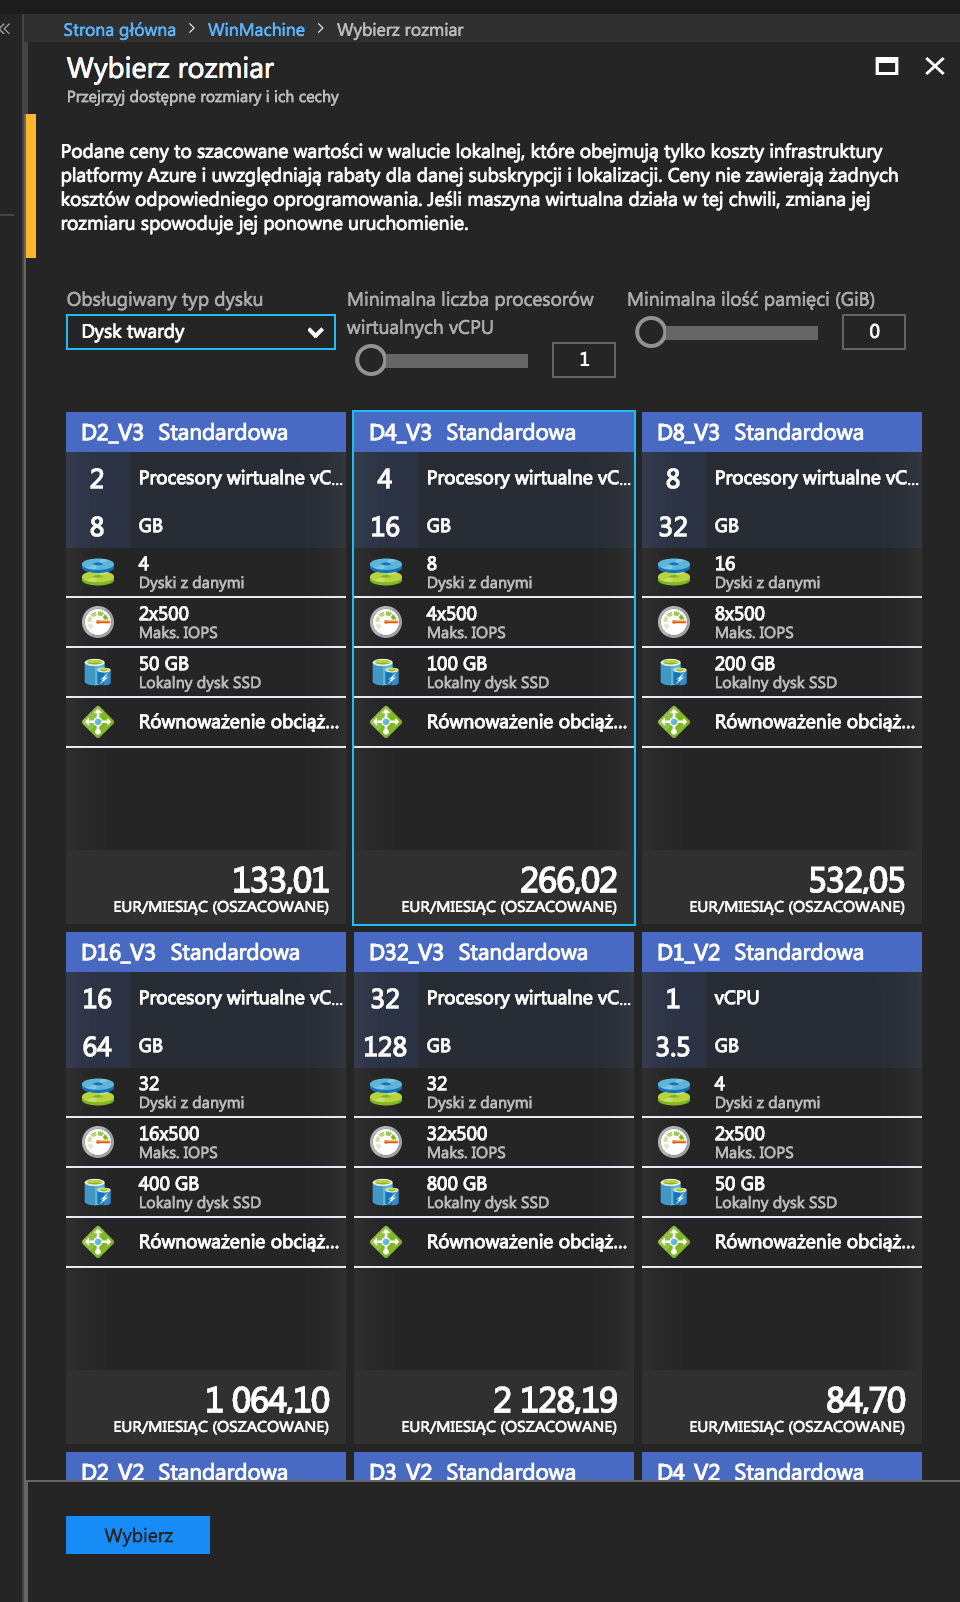 Strona główna > WinMachine > Wybierz rozmiar
Wybierz rozmiar
Przejrzyj dostępne rozmiary i ich cechy
Podane ceny to szacowane wartości w walucie lokalnej, które obejmują tylko koszty infrastruktury
platformy Azure i uwzględniają rabaty dla danej subskrypcji i lokalizacji. Ceny nie zawierają żadnych
kosztów odpowiedniego oprogramowania. Jeśli maszyna wirtualna działa w tej chwili, zmiana jej
rozmiaru spowoduje jej ponowne uruchomienie.
Obsługiwany typ dysku
Dysk twardy
Minimalna liczba procesorów
wirtualnych vCPU
1
Minimalna ilość pamięci (GiB)
0
D2_V3 Standardowa
2 Procesory wirtualne vC...
8 GB
4
Dyski z danymi
2x500
Maks. IOPS
50 GB
Lokalny dysk SSD
Równoważenie obciąż...
133,01
EUR/MIESIĄC (OSZACOWANE)
D4_V3 Standardowa
4 Procesory wirtualne vC...
16 GB
8
Dyski z danymi
4x500
Maks. IOPS
100 GB
Lokalny dysk SSD
Równoważenie obciąż...
266,02
EUR/MIESIĄC (OSZACOWANE)
D8_V3 Standardowa
8 Procesory wirtualne vC...
32 GB
16
Dyski z danymi
8x500
Maks. IOPS
200 GB
Lokalny dysk SSD
Równoważenie obciąż...
532,05
EUR/MIESIĄC (OSZACOWANE)
D16_V3 Standardowa
16 Procesory wirtualne vC...
64 GB
32
Dyski z danymi
16x500
Maks. IOPS
400 GB
Lokalny dysk SSD
Równoważenie obciąż...
1 064,10
EUR/MIESIĄC (OSZACOWANE)
D32_V3 Standardowa
32 Procesory wirtualne vC...
128 GB
32
Dyski z danymi
32x500
Maks. IOPS
800 GB
Lokalny dysk SSD
Równoważenie obciąż...
2 128,19
EUR/MIESIĄC (OSZACOWANE)
D1_V2 Standardowa
1 vCPU
3.5 GB
4
Dyski z danymi
2x500
Maks. IOPS
50 GB
Lokalny dysk SSD
Równoważenie obciąż...
84,70
EUR/MIESIĄC (OSZACOWANE)
D2_V2 Standardowa
D3_V2 Standardowa
D4_V2 Standardowa
Wybierz